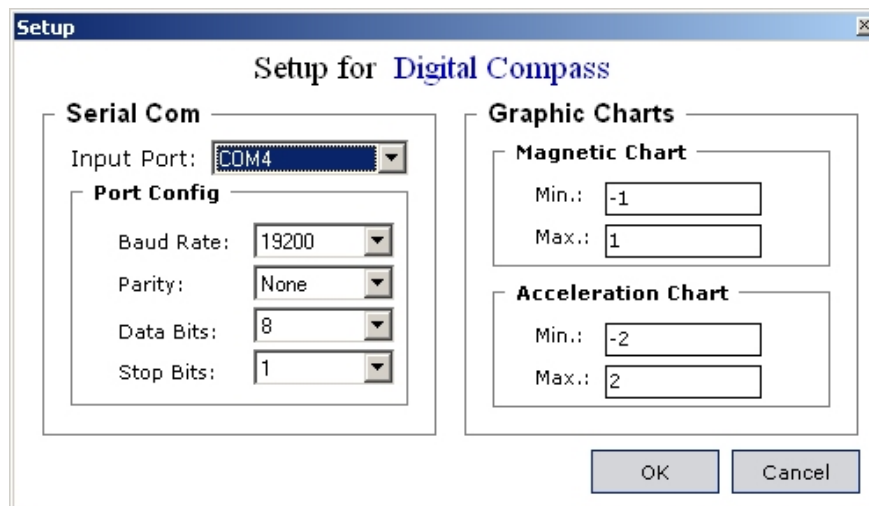 Setup
Setup for Digital Compass
Serial Com
Input Port: COM4
Port Config
Baud Rate: 19200
Parity: None
Data Bits: 8
Stop Bits: 1
Graphic Charts
Magnetic Chart
Min.: -1
Max.: 1
Acceleration Chart
Min.: -2
Max.: 2
OK Cancel